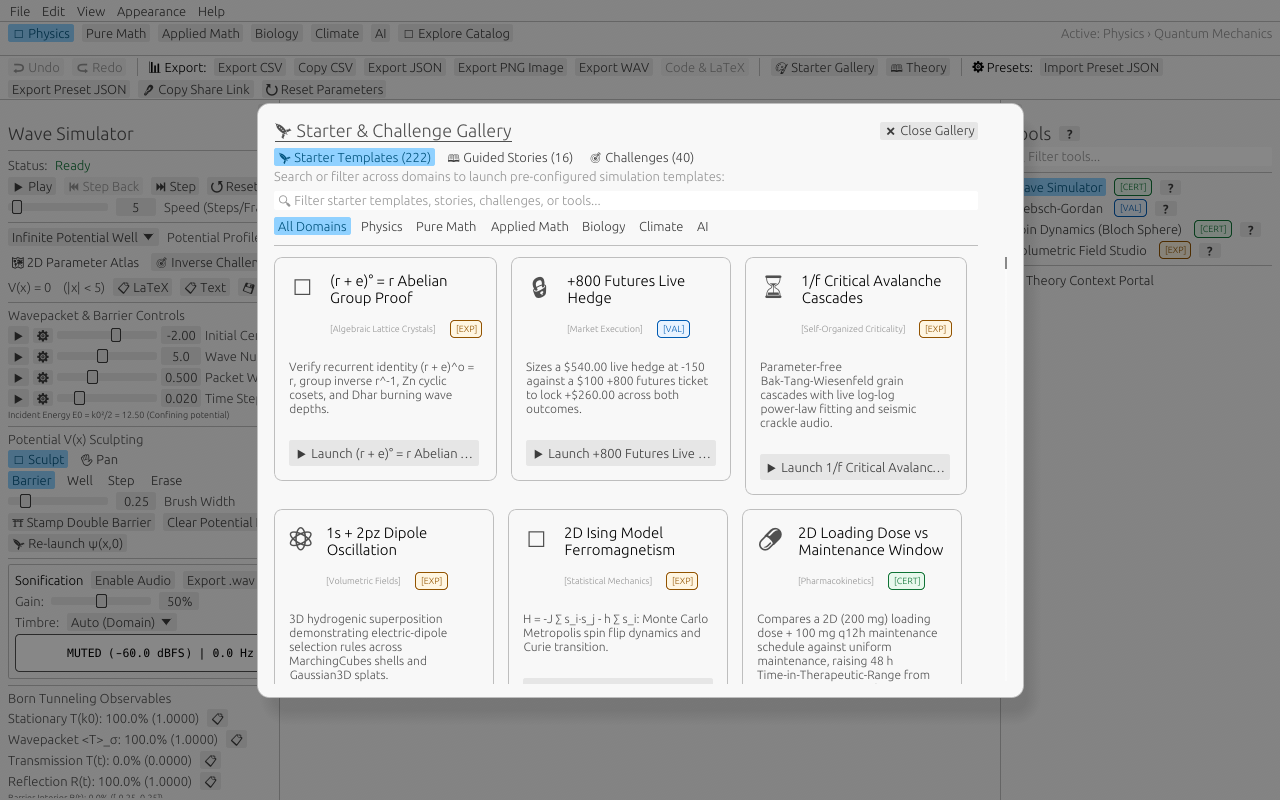 File Edit View Appearance Help
Physics Pure Math Applied Math Biology Climate AI Explore Catalog Active: Physics › Quantum Mechanics
Undo Redo Export: Export CSV Copy CSV Export JSON Export PNG Image Export WAV Code & LaTeX Starter Gallery Theory Presets: Import Preset JSON
Export Preset JSON Copy Share Link Reset Parameters
Wave Simulator
Status: Ready
Play Step Back Step Reset
5 Speed (Steps/Fra
Infinite Potential Well Potential Profile
2D Parameter Atlas Inverse Challen
V(x) = 0 (|x| < 5) LaTeX Text
Wavepacket & Barrier Controls
-2.00 Initial Cen
5.0 Wave Nu
0.500 Packet W
0.020 Time Step
Incident Energy E0 = k0²/2 = 12.50 (Confining potential)
Potential V(x) Sculpting
Sculpt Pan
Barrier Well Step Erase
0.25 Brush Width
Stamp Double Barrier Clear Potential
Re-launch ψ(x,0)
Sonification Enable Audio Export .wav
Gain: 50%
Timbre: Auto (Domain)
MUTED (-60.0 dBFS) | 0.0 Hz
Born Tunneling Observables
Stationary T(k0): 100.0% (1.0000)
Wavepacket <T>_σ: 100.0% (1.0000)
Transmission T(t): 0.0% (0.0000)
Reflection R(t): 100.0% (1.0000)
Starter & Challenge Gallery Close Gallery
Starter Templates (222) Guided Stories (16) Challenges (40)
Search or filter across domains to launch pre-configured simulation templates:
Filter starter templates, stories, challenges, or tools...
All Domains Physics Pure Math Applied Math Biology Climate AI
(r + e)° = r Abelian
Group Proof
[Algebraic Lattice Crystals] [EXP]
Verify recurrent identity (r + e)^o =
r, group inverse r^-1, Zn cyclic
cosets, and Dhar burning wave
depths.
Launch (r + e)° = r Abelian ...
+800 Futures Live
Hedge
[Market Execution] [VAL]
Sizes a $540.00 live hedge at -150
against a $100 +800 futures ticket
to lock +$260.00 across both
outcomes.
Launch +800 Futures Live ...
1/f Critical Avalanche
Cascades
[Self-Organized Criticality] [EXP]
Parameter-free
Bak-Tang-Wiesenfeld grain
cascades with live log-log
power-law fitting and seismic
crackle audio.
Launch 1/f Critical Avalanc...
1s + 2pz Dipole
Oscillation
[Volumetric Fields] [EXP]
3D hydrogenic superposition
demonstrating electric-dipole
selection rules across
MarchingCubes shells and
Gaussian3D splats.
2D Ising Model
Ferromagnetism
[Statistical Mechanics] [EXP]
H = -J ∑ s_i·s_j - h ∑ s_i: Monte Carlo
Metropolis spin flip dynamics and
Curie transition.
2D Loading Dose vs
Maintenance Window
[Pharmacokinetics] [CERT]
Compares a 2D (200 mg) loading
dose + 100 mg q12h maintenance
schedule against uniform
maintenance, raising 48 h
Time-in-Therapeutic-Range from
ools ?
Filter tools...
ave Simulator [CERT] ?
ebsch-Gordan [VAL] ?
pin Dynamics (Bloch Sphere) [CERT] ?
olumetric Field Studio [EXP] ?
Theory Context Portal